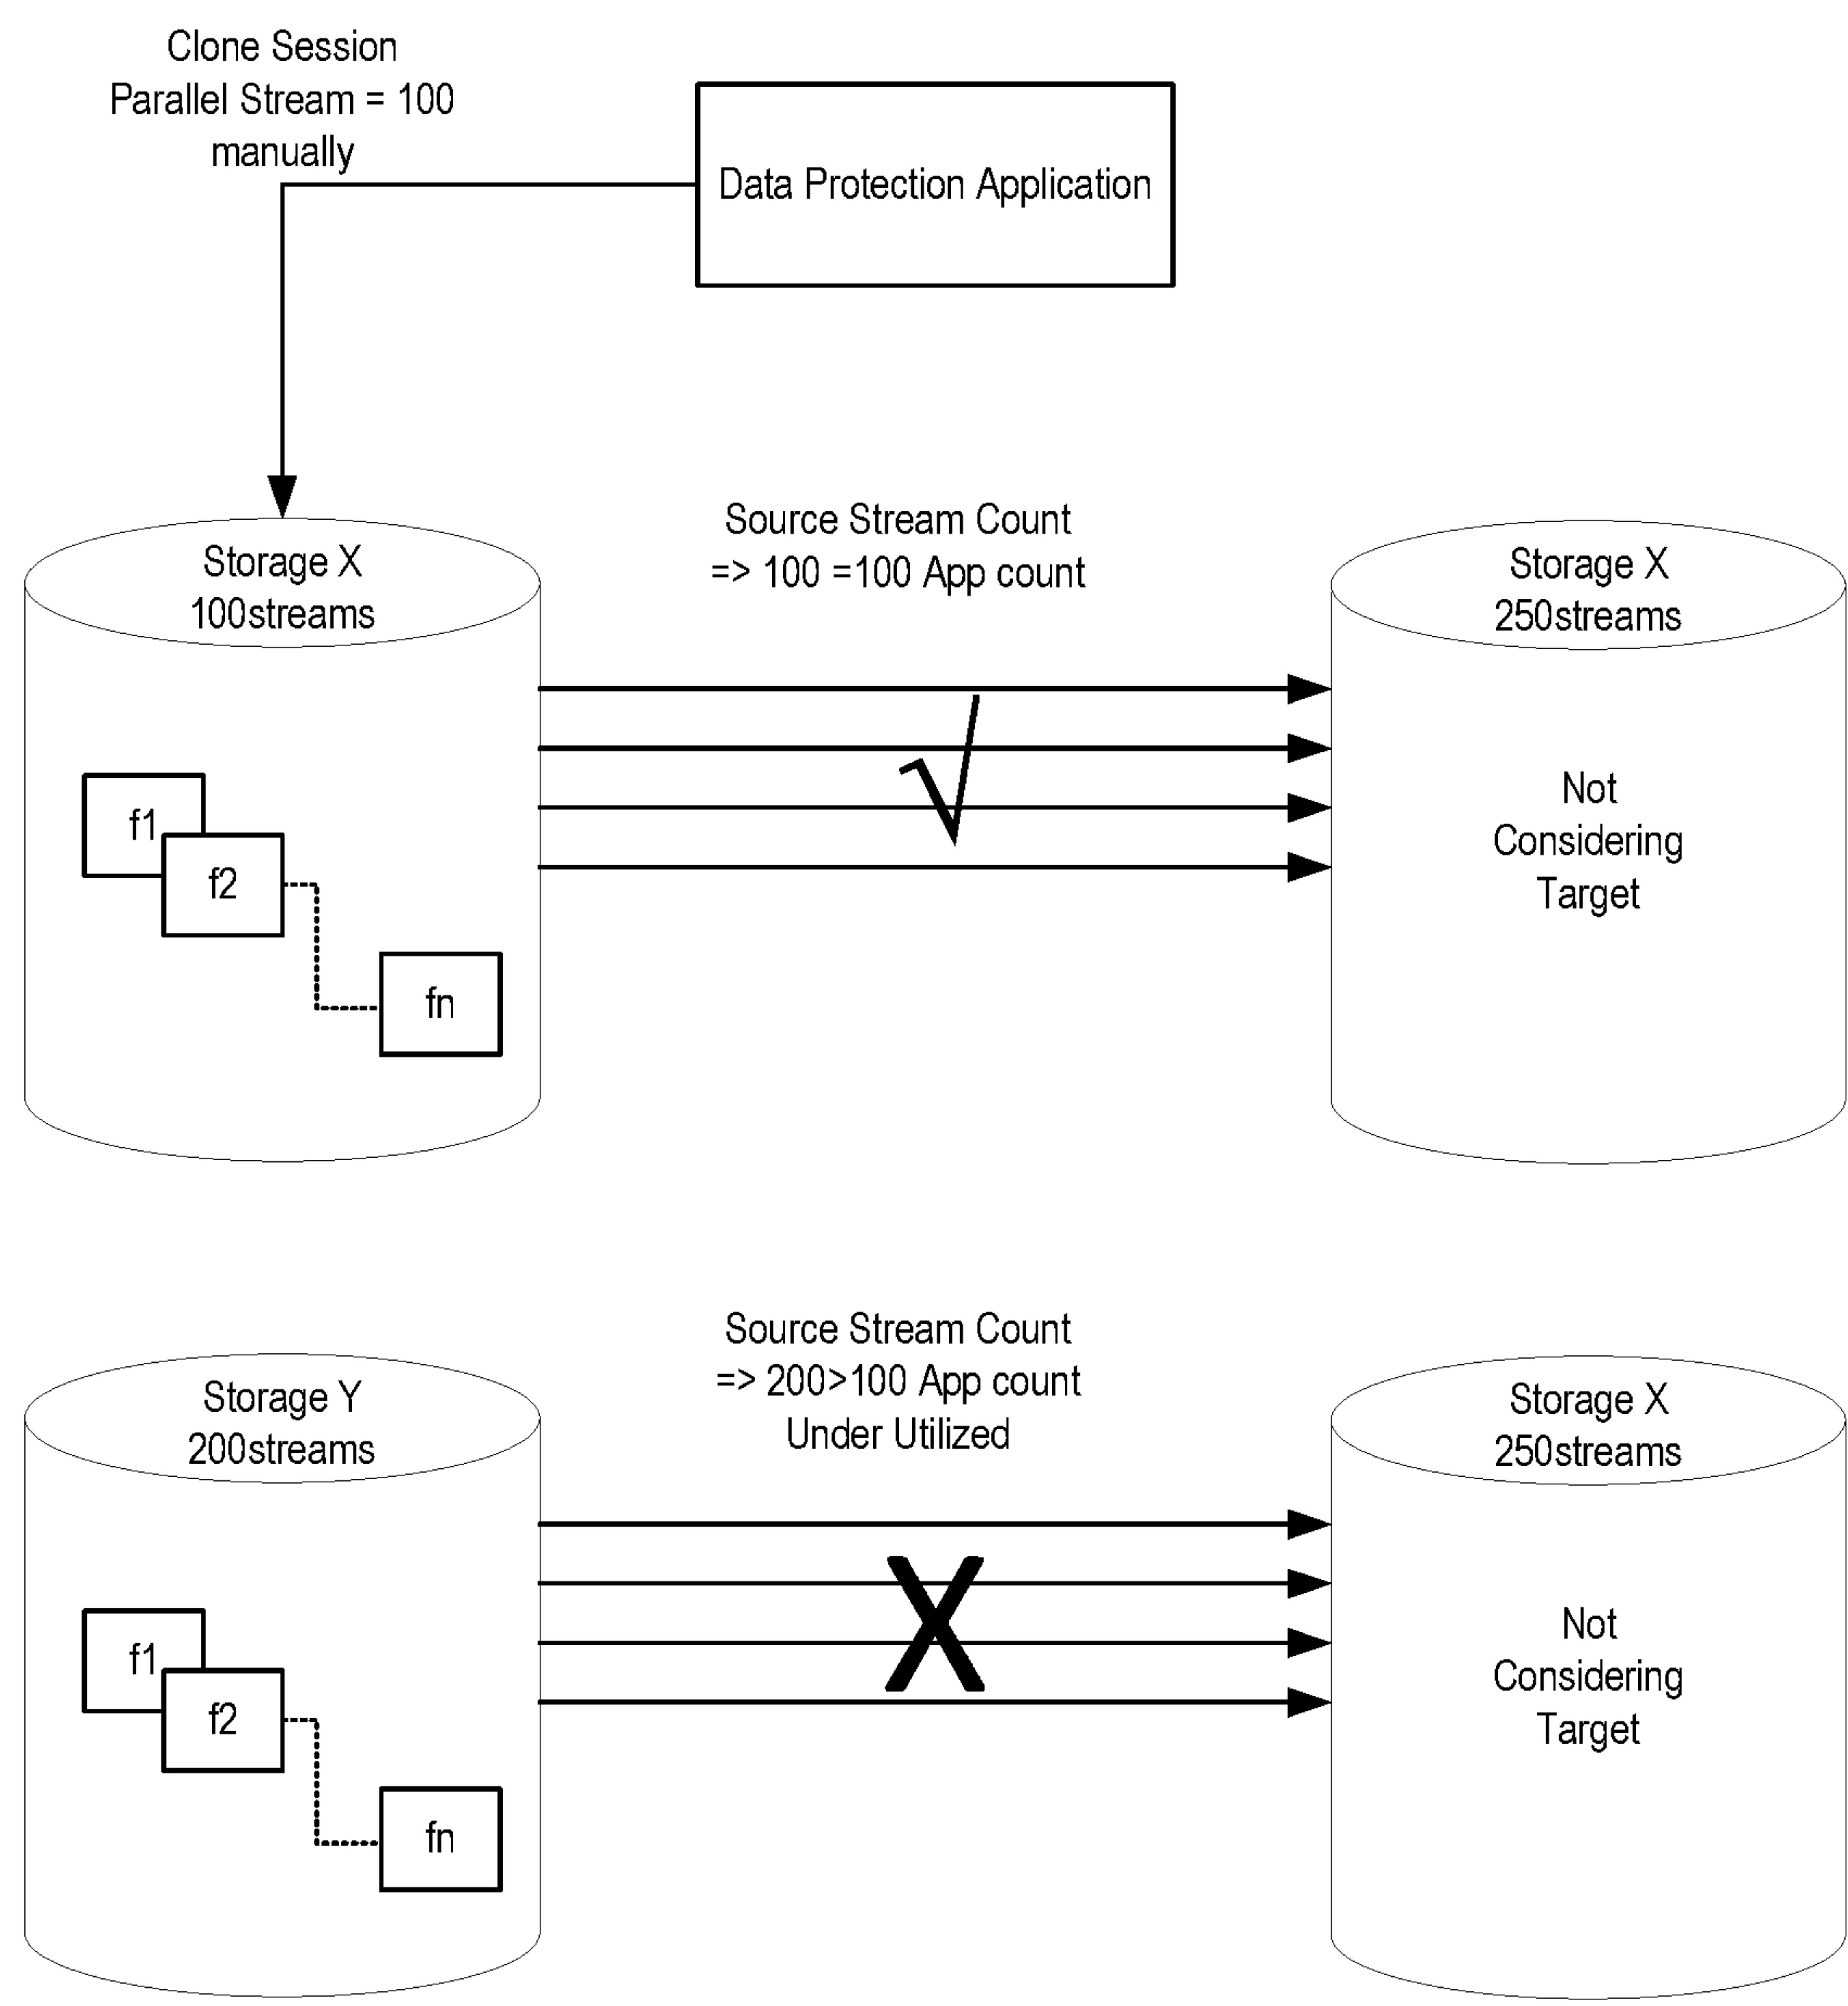 Clone Session
Parallel Stream = 100
manually
Data Protection Application
Source Stream Count
=> 100 =100 App count
Storage X
100streams
Storage X
250streams
f1
f2
fn
Not
Considering
Target
Source Stream Count
=> 200>100 App count
Under Utilized
Storage Y
200streams
Storage X
250streams
f1
f2
fn
Not
Considering
Target